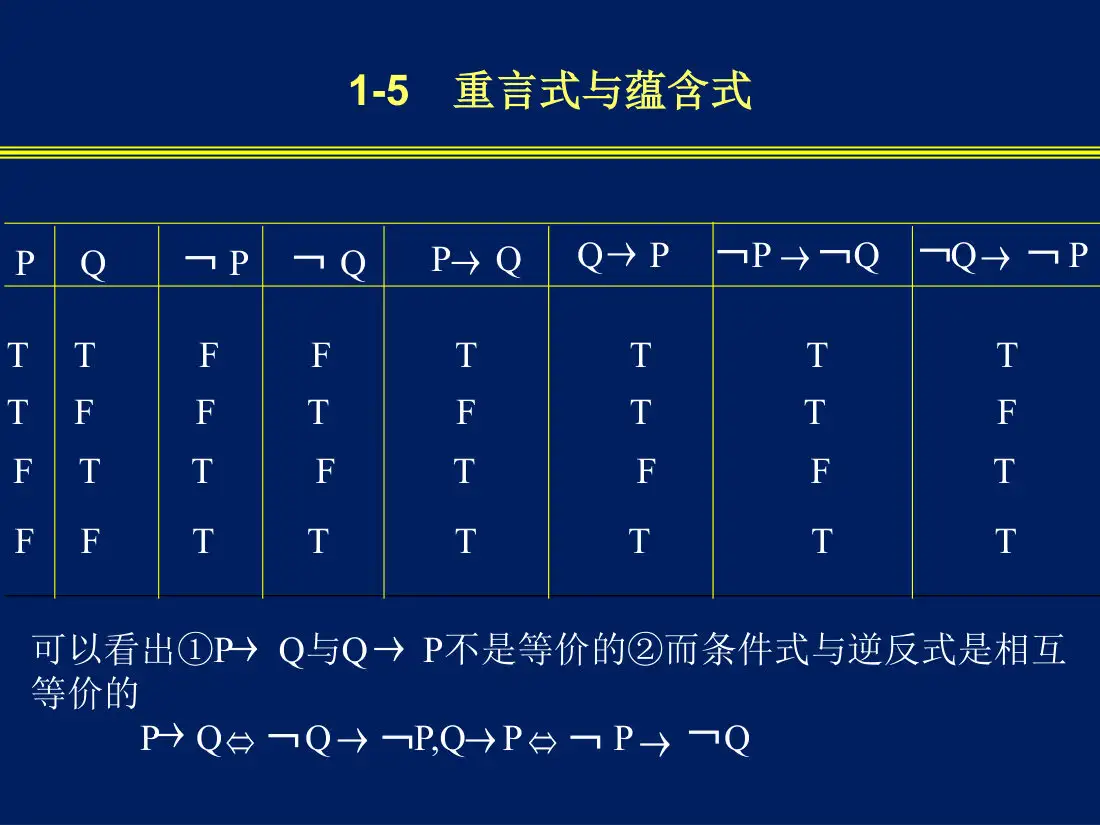 1-5 重言式与蕴含式
P Q ¬ P ¬ Q P→ Q Q→ P ¬P→¬Q ¬Q→ ¬ P
T T F F T T T T
T F F T F T T F
F T T F T F F T
F F T T T T T T
可以看出①P→ Q与Q→ P不是等价的②而条件式与逆反式是相互
等价的
P→ Q⇔ ¬Q→ ¬P,Q→P⇔ ¬ P→ ¬Q